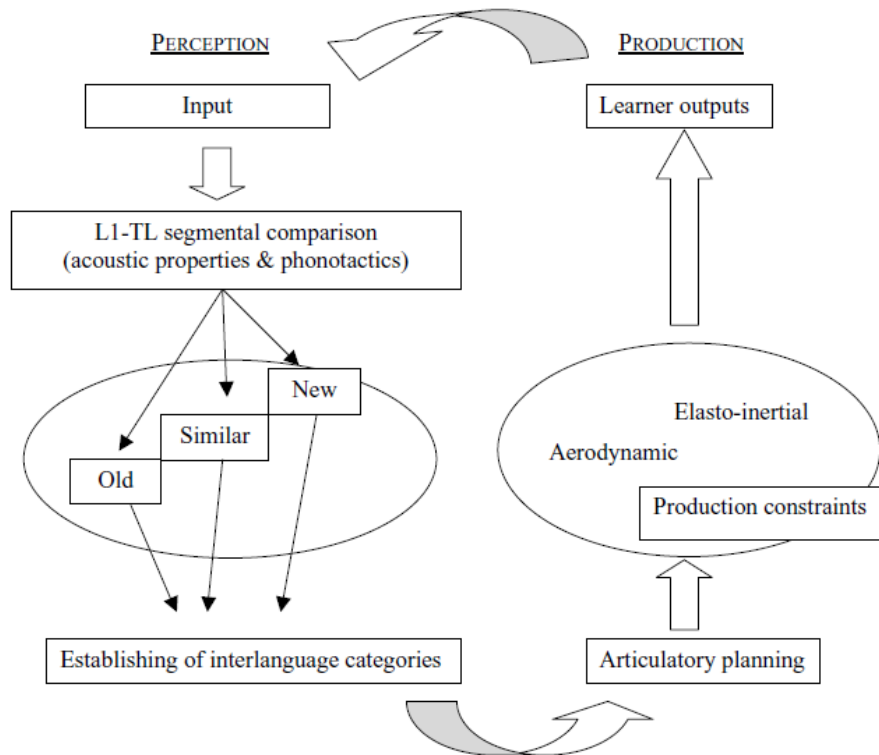 PERCEPTION
Input
L1-TL segmental comparison
(acoustic properties & phonotactics)
New
Similar
Old
Establishing of interlanguage categories
PRODUCTION
Learner outputs
Elasto-inertial
Aerodynamic
Production constraints
Articulatory planning